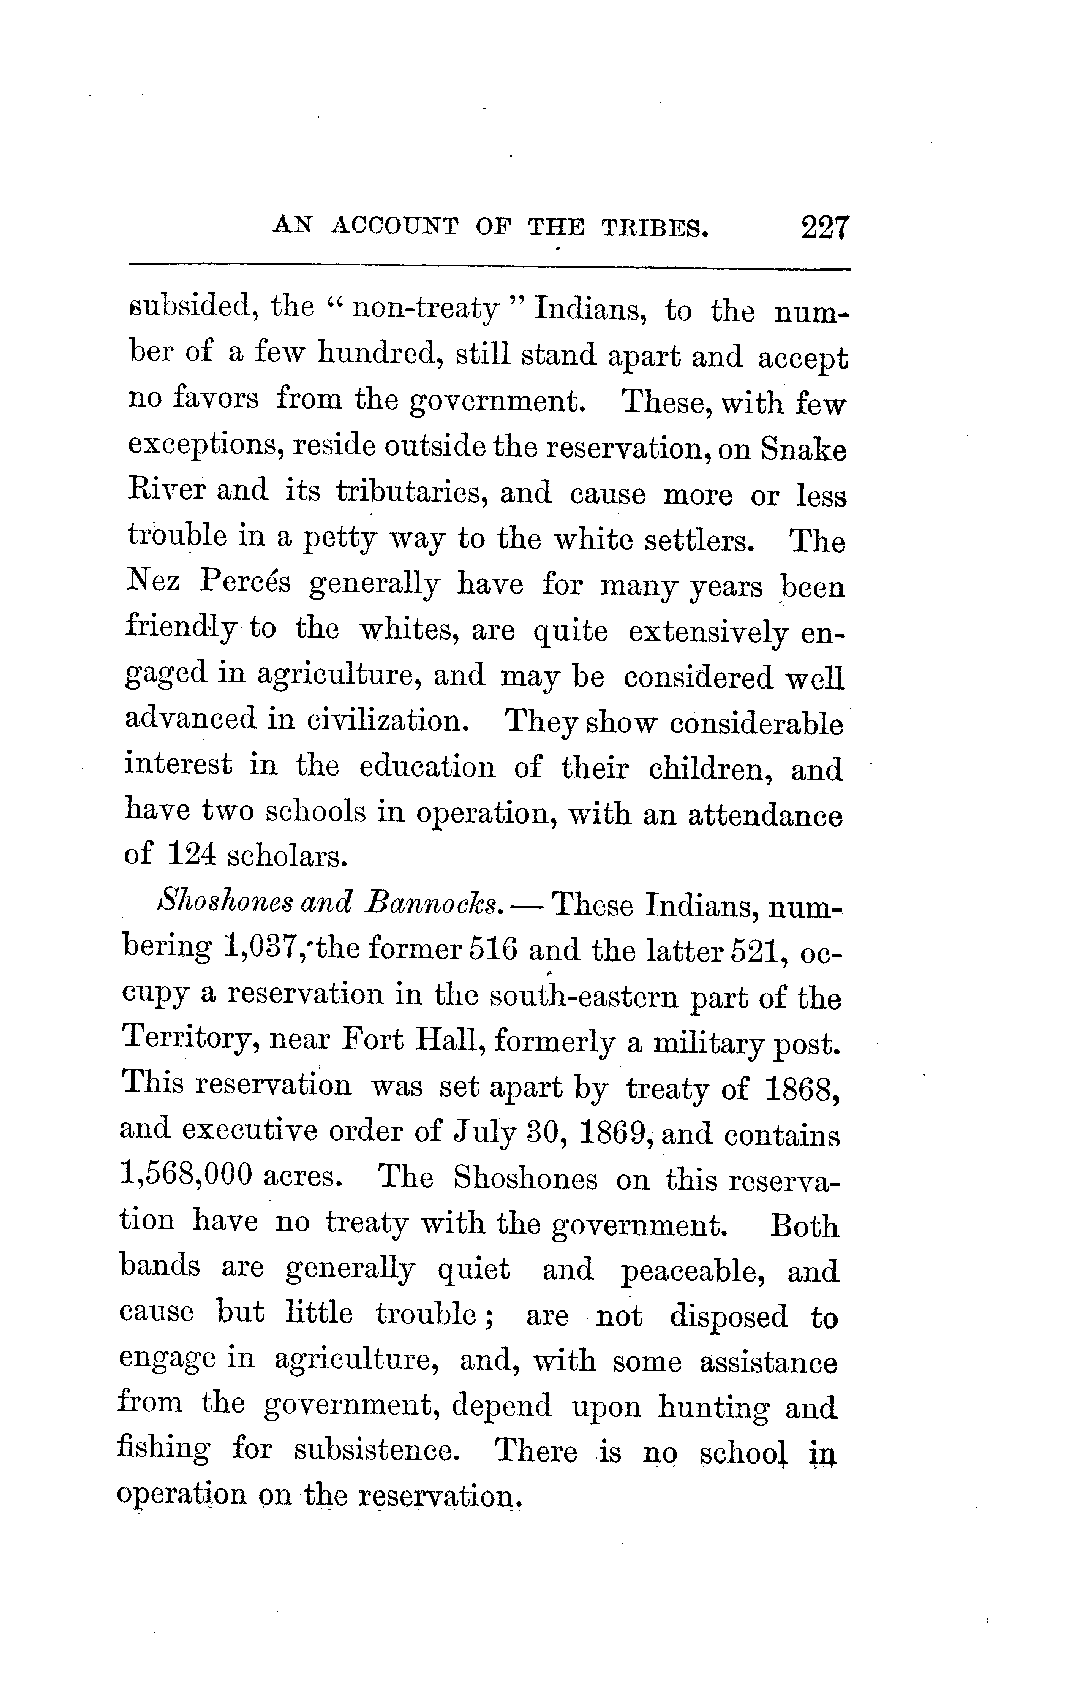 AN ACCOUNT OF THE TRIBES. 227
subsided, the “ non-treaty ” Indians, to the num-
ber of a few hundred, still stand apart and accept
no favors from the government. These, with few
exceptions, reside outside the reservation, on Snake
River and its tributaries, and cause more or less
trouble in a petty way to the white settlers. The
Nez Percés generally have for many years been
friendly to the whites, are quite extensively en-
gaged in agriculture, and may be considered well
advanced in civilization. They show considerable
interest in the education of their children, and
have two schools in operation, with an attendance
of 124 scholars.
Shoshones and Bannocks. — These Indians, num-
bering 1,037, the former 516 and the latter 521, oc-
cupy a reservation in the south-eastern part of the
Territory, near Fort Hall, formerly a military post.
This reservation was set apart by treaty of 1868,
and executive order of July 30, 1869, and contains
1,568,000 acres. The Shoshones on this reserva-
tion have no treaty with the government. Both
bands are generally quiet and peaceable, and
cause but little trouble ; are not disposed to
engage in agriculture, and, with some assistance
from the government, depend upon hunting and
fishing for subsistence. There is no school in
operation on the reservation.